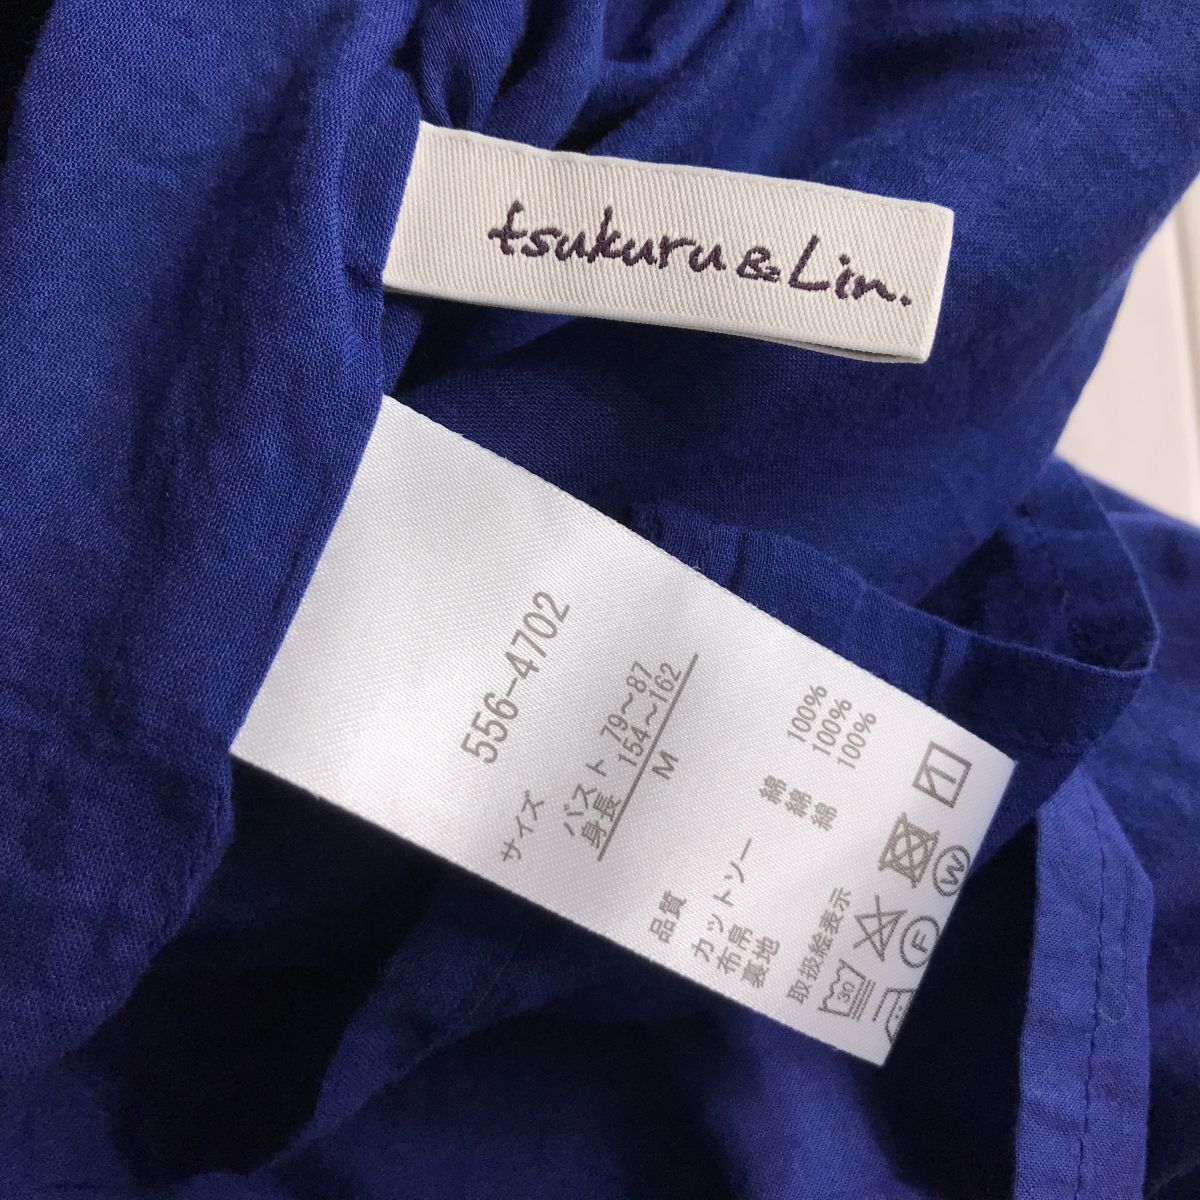 tsukuru & Lin.
556-4702
サイズ
バスト 79～87
身長 154～162
M
品質
カットソー 綿 100%
布帛 綿 100%
裏地 綿 100%
取扱絵表示
30
F
W